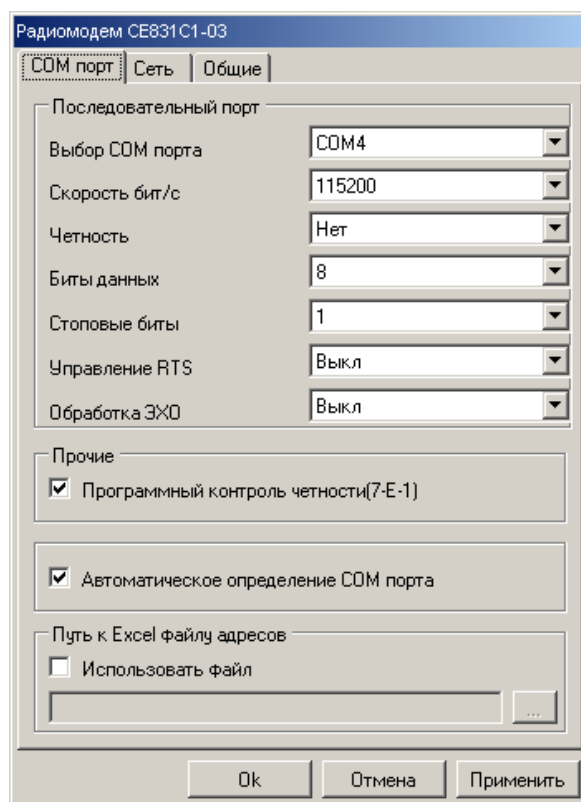 Радиомодем CE831C1-03
COM порт Сеть Общие
Последовательный порт
Выбор COM порта COM4
Скорость бит/с 115200
Четность Нет
Биты данных 8
Стоповые биты 1
Управление RTS Выкл
Обработка ЭХО Выкл
Прочие
Программный контроль четности(7-E-1)
Автоматическое определение COM порта
Путь к Excel файлу адресов
Использовать файл
...
Ok Отмена Применить